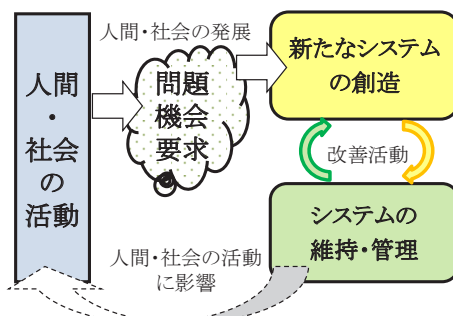 人間・社会の発展
人間
・
社会
の
活動
問題
機会
要求
新たなシステム
の創造
改善活動
システムの
維持・管理
人間・社会の活動
に影響